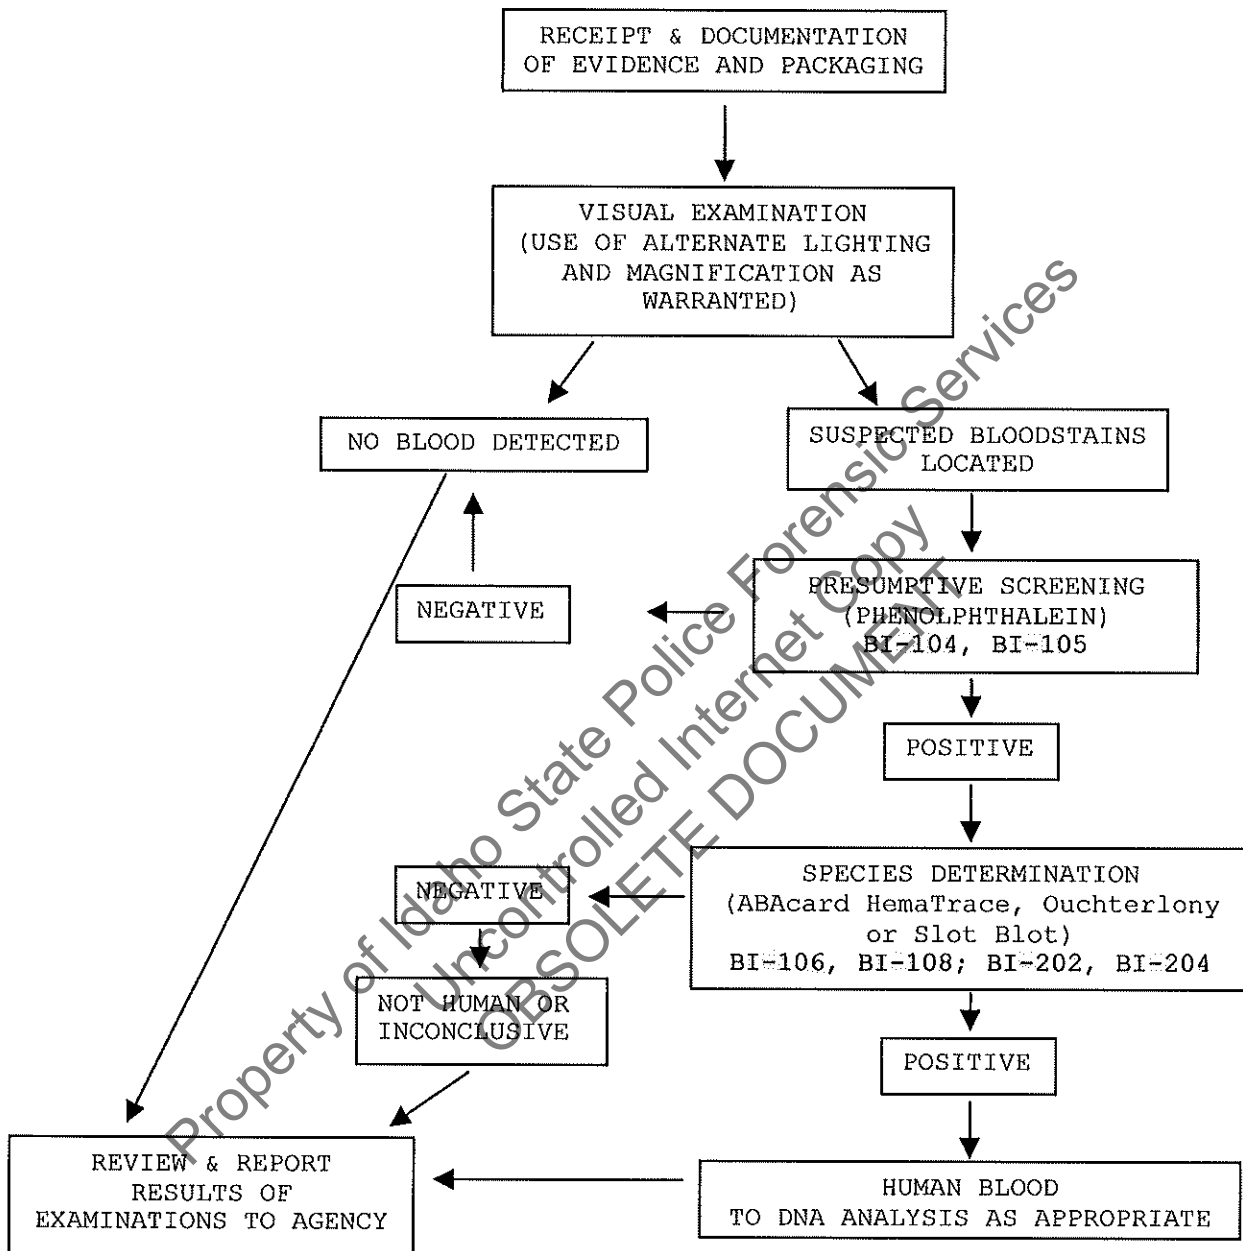 RECEIPT & DOCUMENTATION
OF EVIDENCE AND PACKAGING
VISUAL EXAMINATION
(USE OF ALTERNATE LIGHTING
AND MAGNIFICATION AS
WARRANTED)
NO BLOOD DETECTED
SUSPECTED BLOODSTAINS
LOCATED
NEGATIVE
PRESUMPTIVE SCREENING
(PHENOLPHTHALEIN)
BI-104, BI-105
POSITIVE
NEGATIVE
SPECIES DETERMINATION
(ABAcard HemaTrace, Ouchterlony
or Slot Blot)
BI-106, BI-108; BI-202, BI-204
NOT HUMAN OR
INCONCLUSIVE
POSITIVE
REVIEW & REPORT
RESULTS OF
EXAMINATIONS TO AGENCY
HUMAN BLOOD
TO DNA ANALYSIS AS APPROPRIATE
Property of Idaho State Police Forensic Services
Uncontrolled Internet Copy
OBSOLETE DOCUMENT